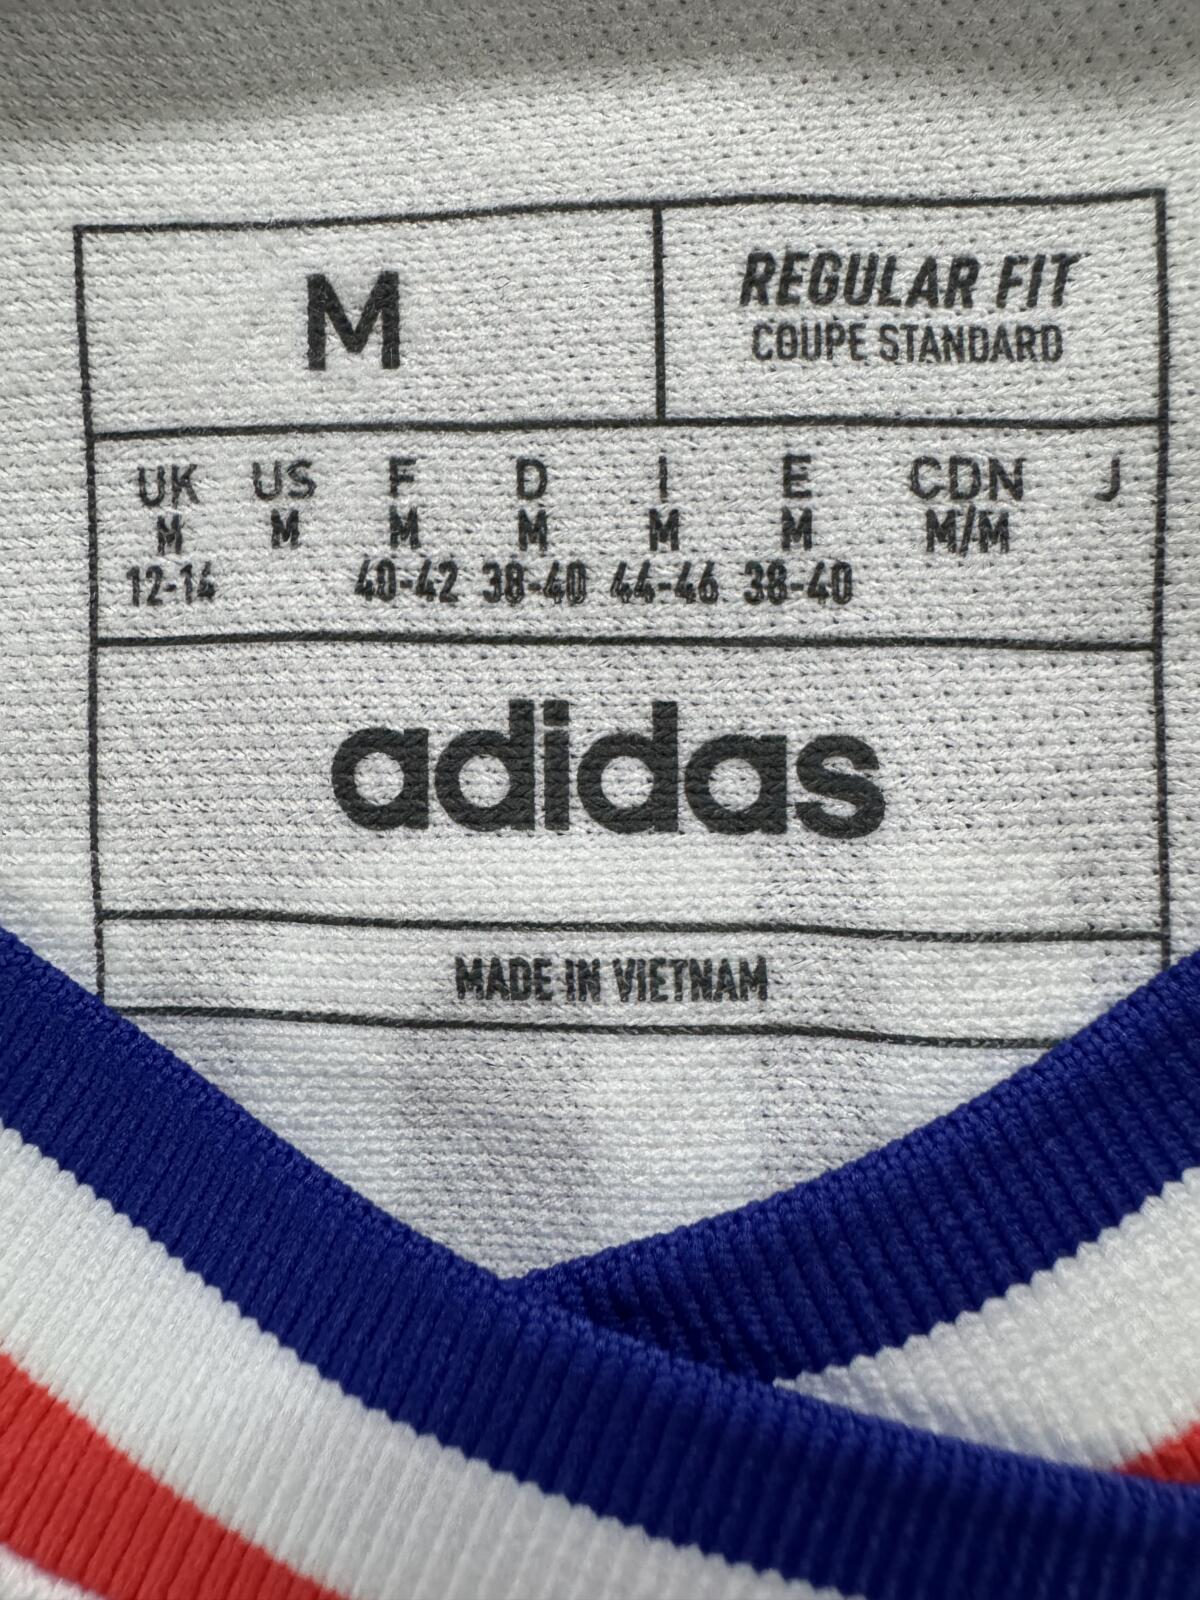 M
REGULAR FIT
COUPE STANDARD
UK US F D I E CDN J
M M M M M M M/M
12-14 40-42 38-40 44-46 38-40
adidas
MADE IN VIETNAM